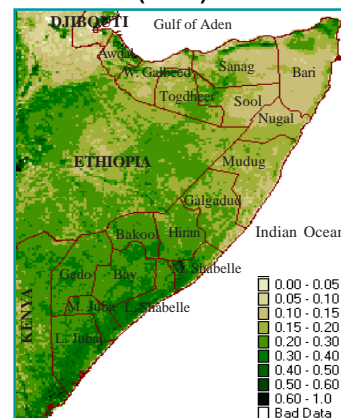 DJIBOUTI
Gulf of Aden
Awdal
W. Galbeed
Sanag
Bari
Togdheer
Sool
Nugal
ETHIOPIA
Mudug
Galgadud
Indian Ocean
Bakool
Hiran
Gedo
Bay
M. Shabelle
KENYA
M. Juba
L. Shabelle
L. Juba
0.00 - 0.05
0.05 - 0.10
0.10 - 0.15
0.15 - 0.20
0.20 - 0.30
0.30 - 0.40
0.40 - 0.50
0.50 - 0.60
0.60 - 1.0
Bad Data